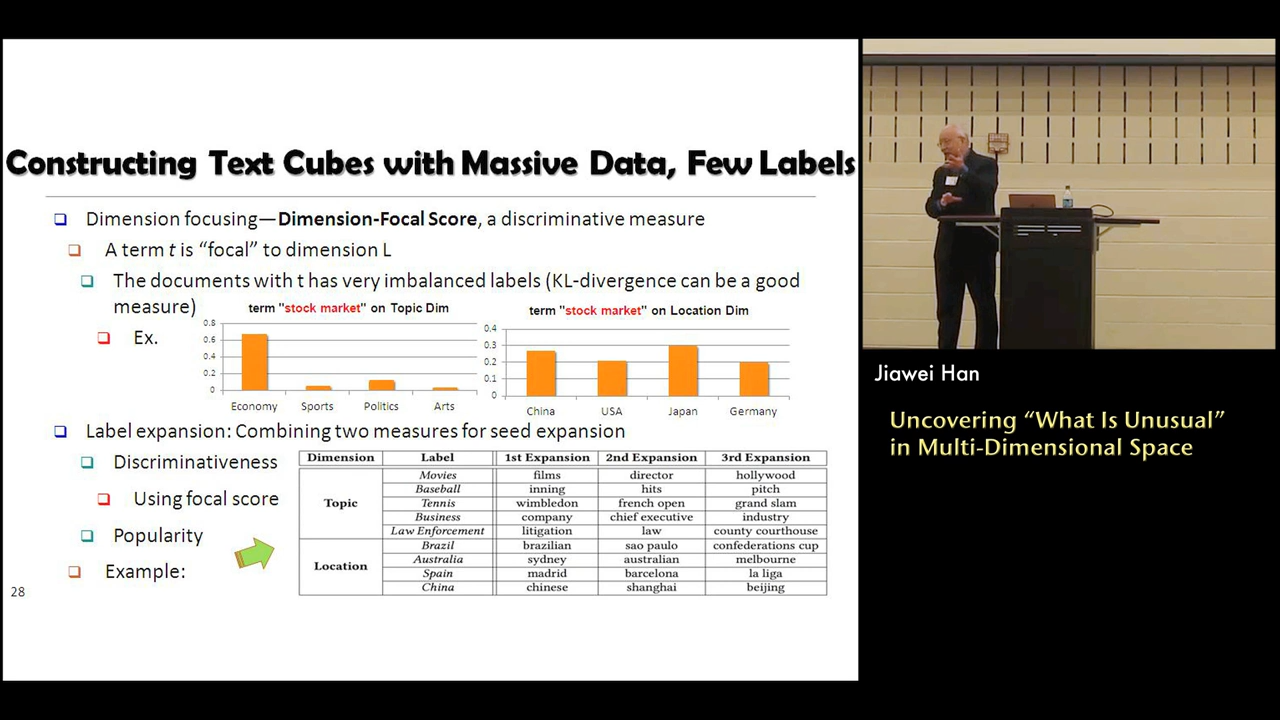 Constructing Text Cubes with Massive Data, Few Labels
Dimension focusing—Dimension-Focal Score, a discriminative measure
A term t is “focal” to dimension L
The documents with t has very imbalanced labels (KL-divergence can be a good
measure)
Ex.
term "stock market" on Topic Dim
0.8
0.6
0.4
0.2
0
Economy Sports Politics Arts
term "stock market" on Location Dim
0.4
0.3
0.2
0.1
0
China USA Japan Germany
Label expansion: Combining two measures for seed expansion
Discriminativeness
Using focal score
Popularity
Example:
Dimension Label 1st Expansion 2nd Expansion 3rd Expansion
Topic
Movies films director hollywood
Baseball inning hits pitch
Tennis wimbledon french open grand slam
Business company chief executive industry
Law Enforcement litigation law county courthouse
Location
Brazil brazilian sao paulo confederations cup
Australia sydney australian melbourne
Spain madrid barcelona la liga
China chinese shanghai beijing
28
Jiawei Han
Uncovering “What Is Unusual”
in Multi-Dimensional Space